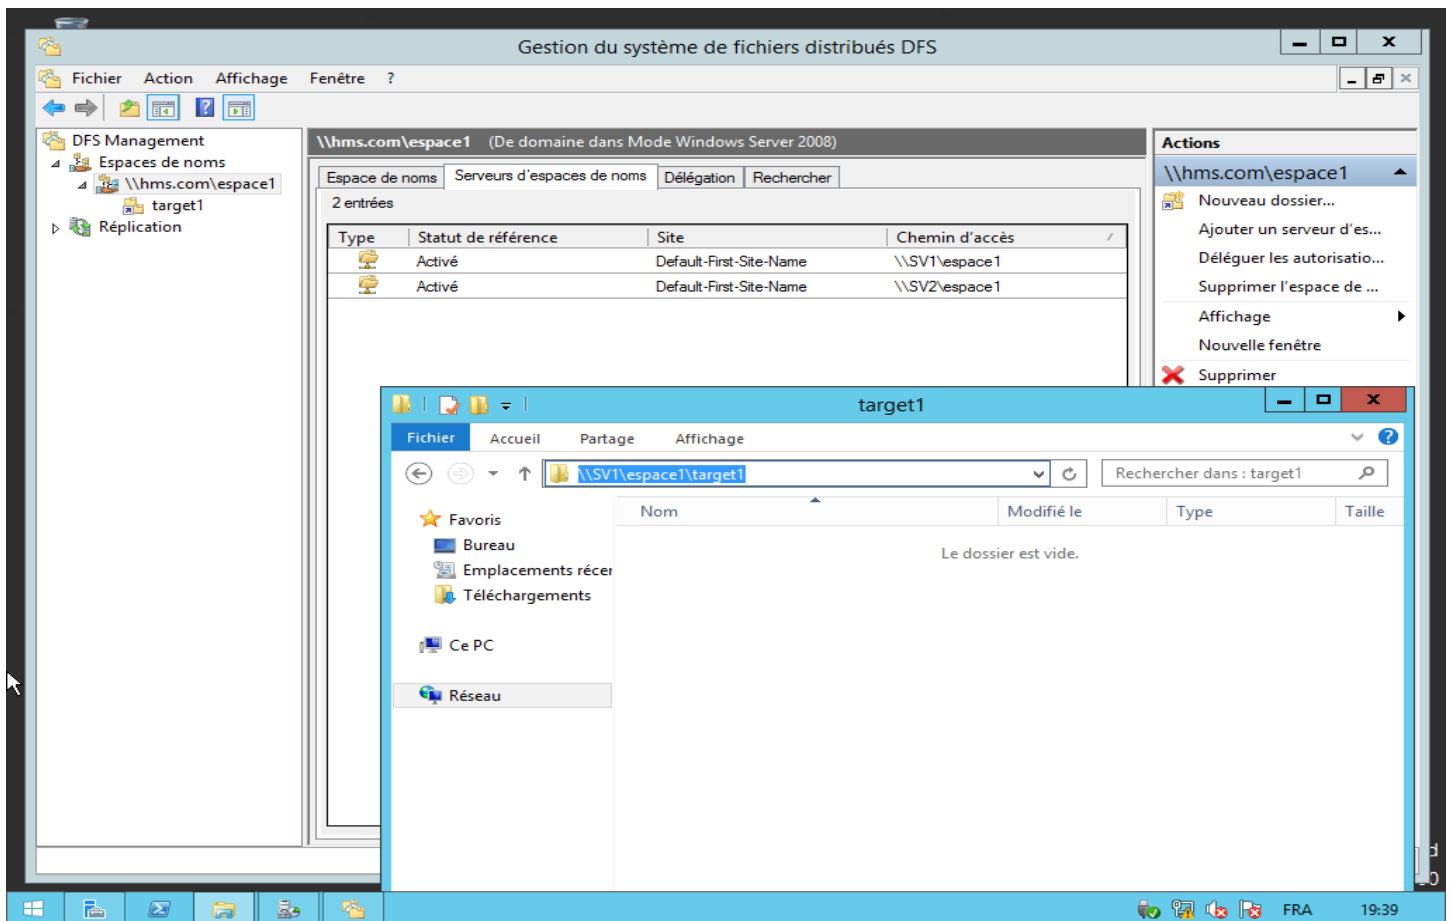 Gestion du système de fichiers distribués DFS
Fichier Action Affichage Fenêtre ?
DFS Management
Espaces de noms
\\hms.com\espace1
target1
Réplication
\\hms.com\espace1 (De domaine dans Mode Windows Server 2008)
Espace de noms Serveurs d'espaces de noms Délégation Rechercher
2 entrées
Type Statut de référence Site Chemin d'accès
Activé Default-First-Site-Name \\SV1\espace1
Activé Default-First-Site-Name \\SV2\espace1
Actions
\\hms.com\espace1
Nouveau dossier...
Ajouter un serveur d'es...
Déléguer les autorisatio...
Supprimer l'espace de ...
Affichage
Nouvelle fenêtre
Supprimer
target1
Fichier Accueil Partage Affichage
\\SV1\espace1\target1
Rechercher dans : target1
Favoris
Bureau
Emplacements récer
Téléchargements
Ce PC
Réseau
Nom Modifié le Type Taille
Le dossier est vide.
d
0
FRA 19:39